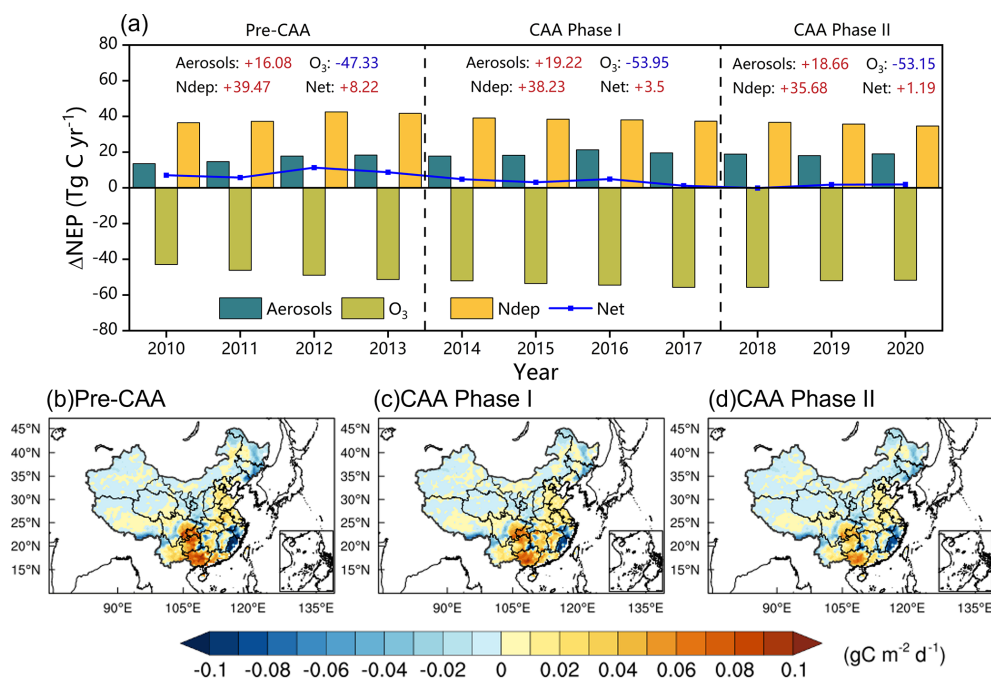 (a)
Pre-CAA CAA Phase I CAA Phase II
80
60
40
20
0
-20
-40
-60
-80
ΔNEP (Tg C yr⁻¹)
Aerosols: +16.08 O₃: -47.33
Ndep: +39.47 Net: +8.22
Aerosols: +19.22 O₃: -53.95
Ndep: +38.23 Net: +3.5
Aerosols: +18.66 O₃: -53.15
Ndep: +35.68 Net: +1.19
Aerosols O₃ Ndep Net
2010 2011 2012 2013 2014 2015 2016 2017 2018 2019 2020
Year
(b)Pre-CAA (c)CAA Phase I (d)CAA Phase II
45°N
40°N
35°N
30°N
25°N
20°N
15°N
90°E 105°E 120°E 135°E
45°N
40°N
35°N
30°N
25°N
20°N
15°N
90°E 105°E 120°E 135°E
45°N
40°N
35°N
30°N
25°N
20°N
15°N
90°E 105°E 120°E 135°E
-0.1 -0.08 -0.06 -0.04 -0.02 0 0.02 0.04 0.06 0.08 0.1
(gC m⁻² d⁻¹)